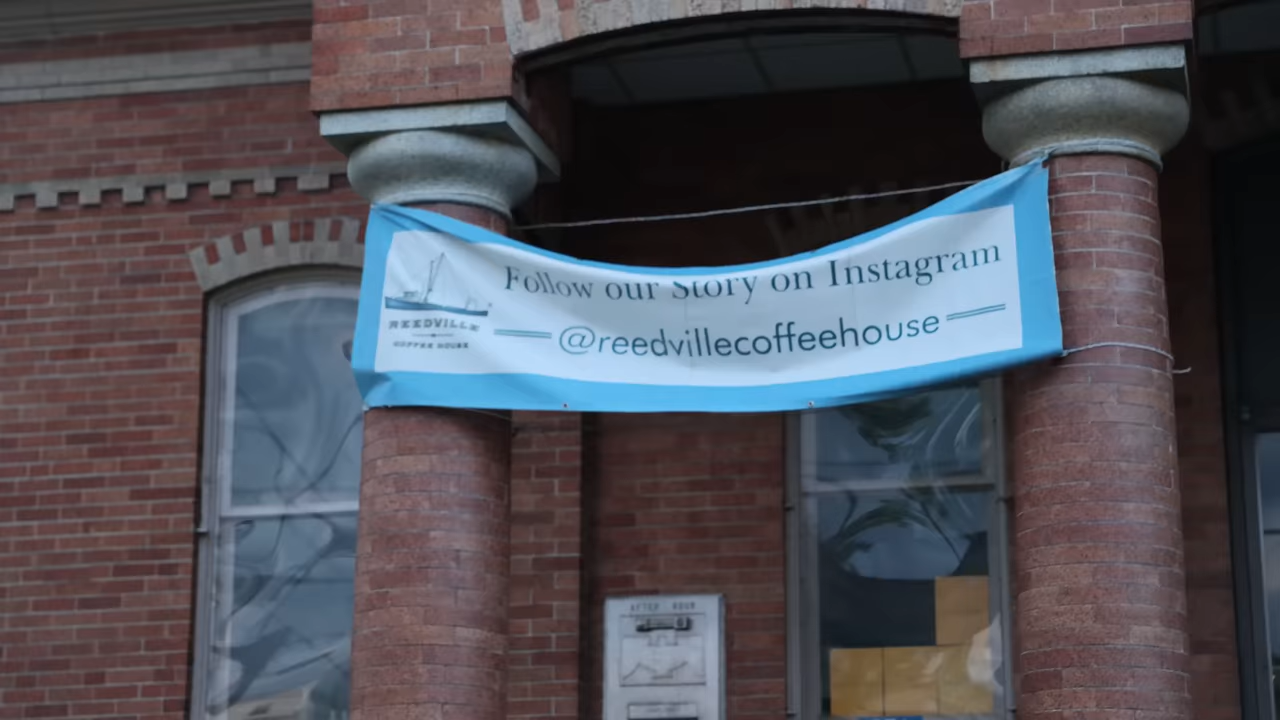 Follow our Story on Instagram
@reedvillecoffeehouse
REEDVILLE
COFFEE HOUSE
AFTER HOUR